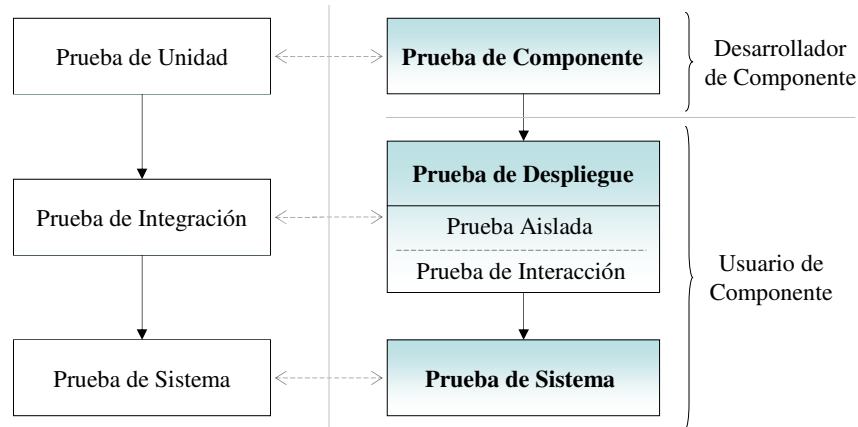 Prueba de Unidad
Prueba de Componente
Desarrollador
de Componente
Prueba de Despliegue
Prueba de Integración
Prueba Aislada
Prueba de Interacción
Usuario de
Componente
Prueba de Sistema
Prueba de Sistema